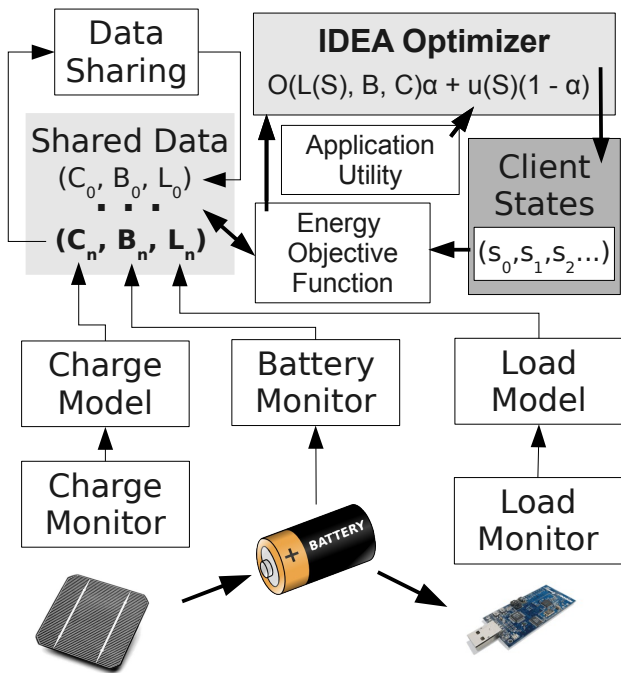 Data
Sharing
IDEA Optimizer
O(L(S), B, C)α + u(S)(1 - α)
Shared Data
(C₀, B₀, L₀)
. . .
(Cₙ, Bₙ, Lₙ)
Application
Utility
Client
States
(s₀,s₁,s₂...)
Energy
Objective
Function
Charge
Model
Battery
Monitor
Load
Model
Charge
Monitor
Load
Monitor
+ BATTERY